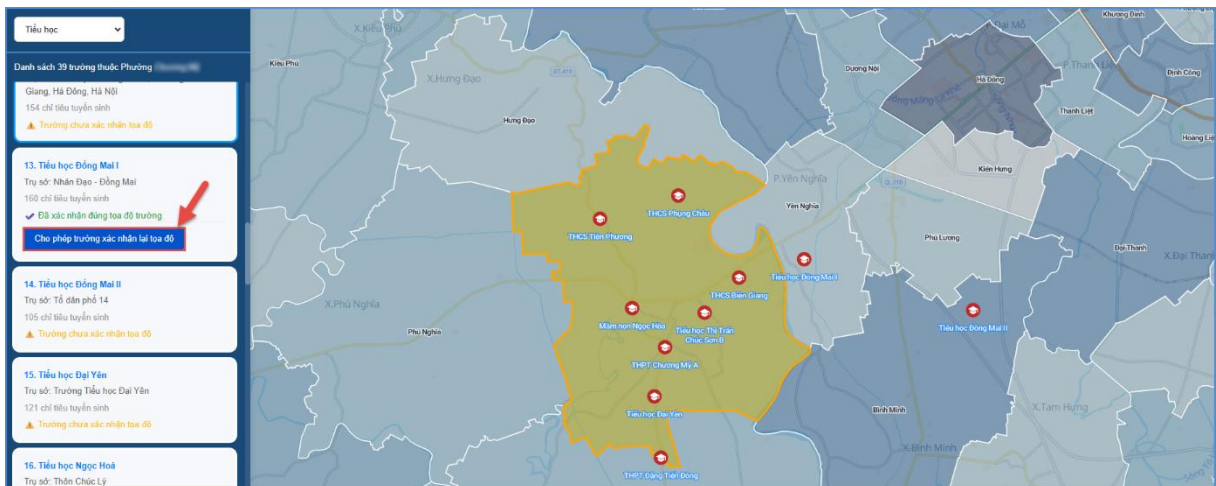 Tiểu học
Danh sách 39 trường thuộc Phường
Giang, Hà Đông, Hà Nội
154 chỉ tiêu tuyển sinh
Trường chưa xác nhận tọa độ
13. Tiểu học Đồng Mai I
Trụ sở: Nhân Đạo - Đồng Mai
160 chỉ tiêu tuyển sinh
Đã xác nhận đúng tọa độ trường
Cho phép trường xác nhận lại tọa độ
14. Tiểu học Đồng Mai II
Trụ sở: Tổ dân phố 14
105 chỉ tiêu tuyển sinh
Trường chưa xác nhận tọa độ
15. Tiểu học Đại Yên
Trụ sở: Trường Tiểu học Đại Yên
121 chỉ tiêu tuyển sinh
Trường chưa xác nhận tọa độ
16. Tiểu học Ngọc Hoà
Trụ sở: Thôn Chúc Lý
X.Kiều Phú
Kiều Phú
X.Hưng Đạo
Hưng Đạo
Đại Mỗ
Khương Đình
Dương Nội
Hà Đông
Định Công
Thanh Liệt
Hoàng Liệ
Kiến Hưng
P.Yên Nghĩa
Yên Nghĩa
Phú Lương
Đại Thanh
X.Đại Than
THCS Phụng Châu
THCS Tiên Phương
Tiểu học Đồng Mai I
THCS Biên Giang
X.Phú Nghĩa
Phú Nghĩa
Mầm non Ngọc Hòa
Tiểu học Thị Trấn
Chúc Sơn B
Tiểu học Đồng Mai II
THPT Chương Mỹ A
Tiểu học Đại Yên
Bình Minh
X.Tam Hưng
X.Bình Minh
THPT Đặng Tiến Đông